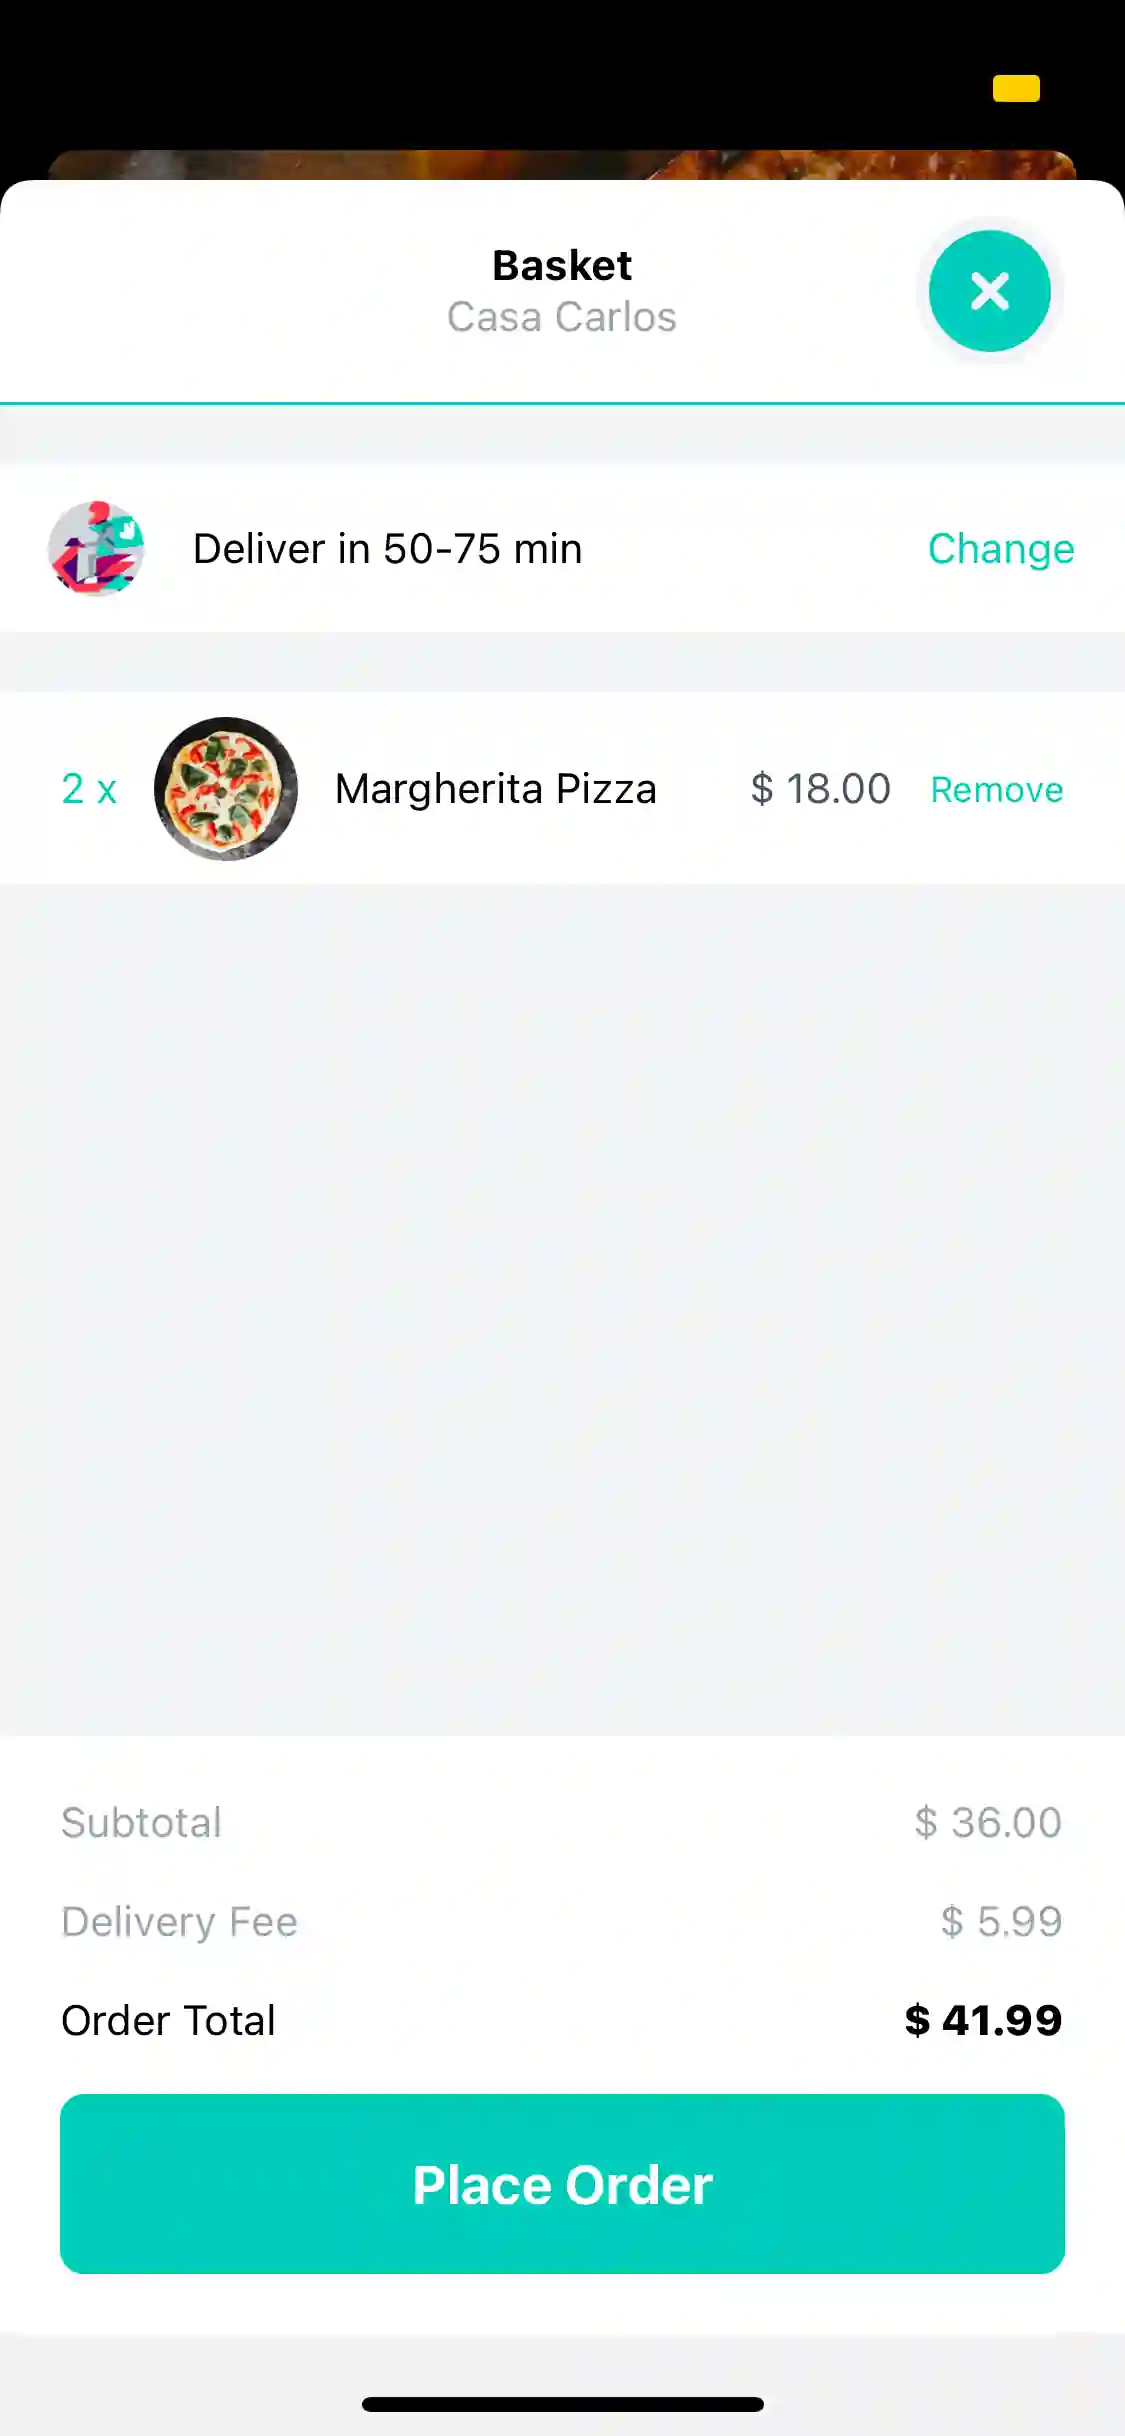 Basket
Casa Carlos
Deliver in 50-75 min Change
2 x Margherita Pizza $ 18.00 Remove
Subtotal $ 36.00
Delivery Fee $ 5.99
Order Total $ 41.99
Place Order